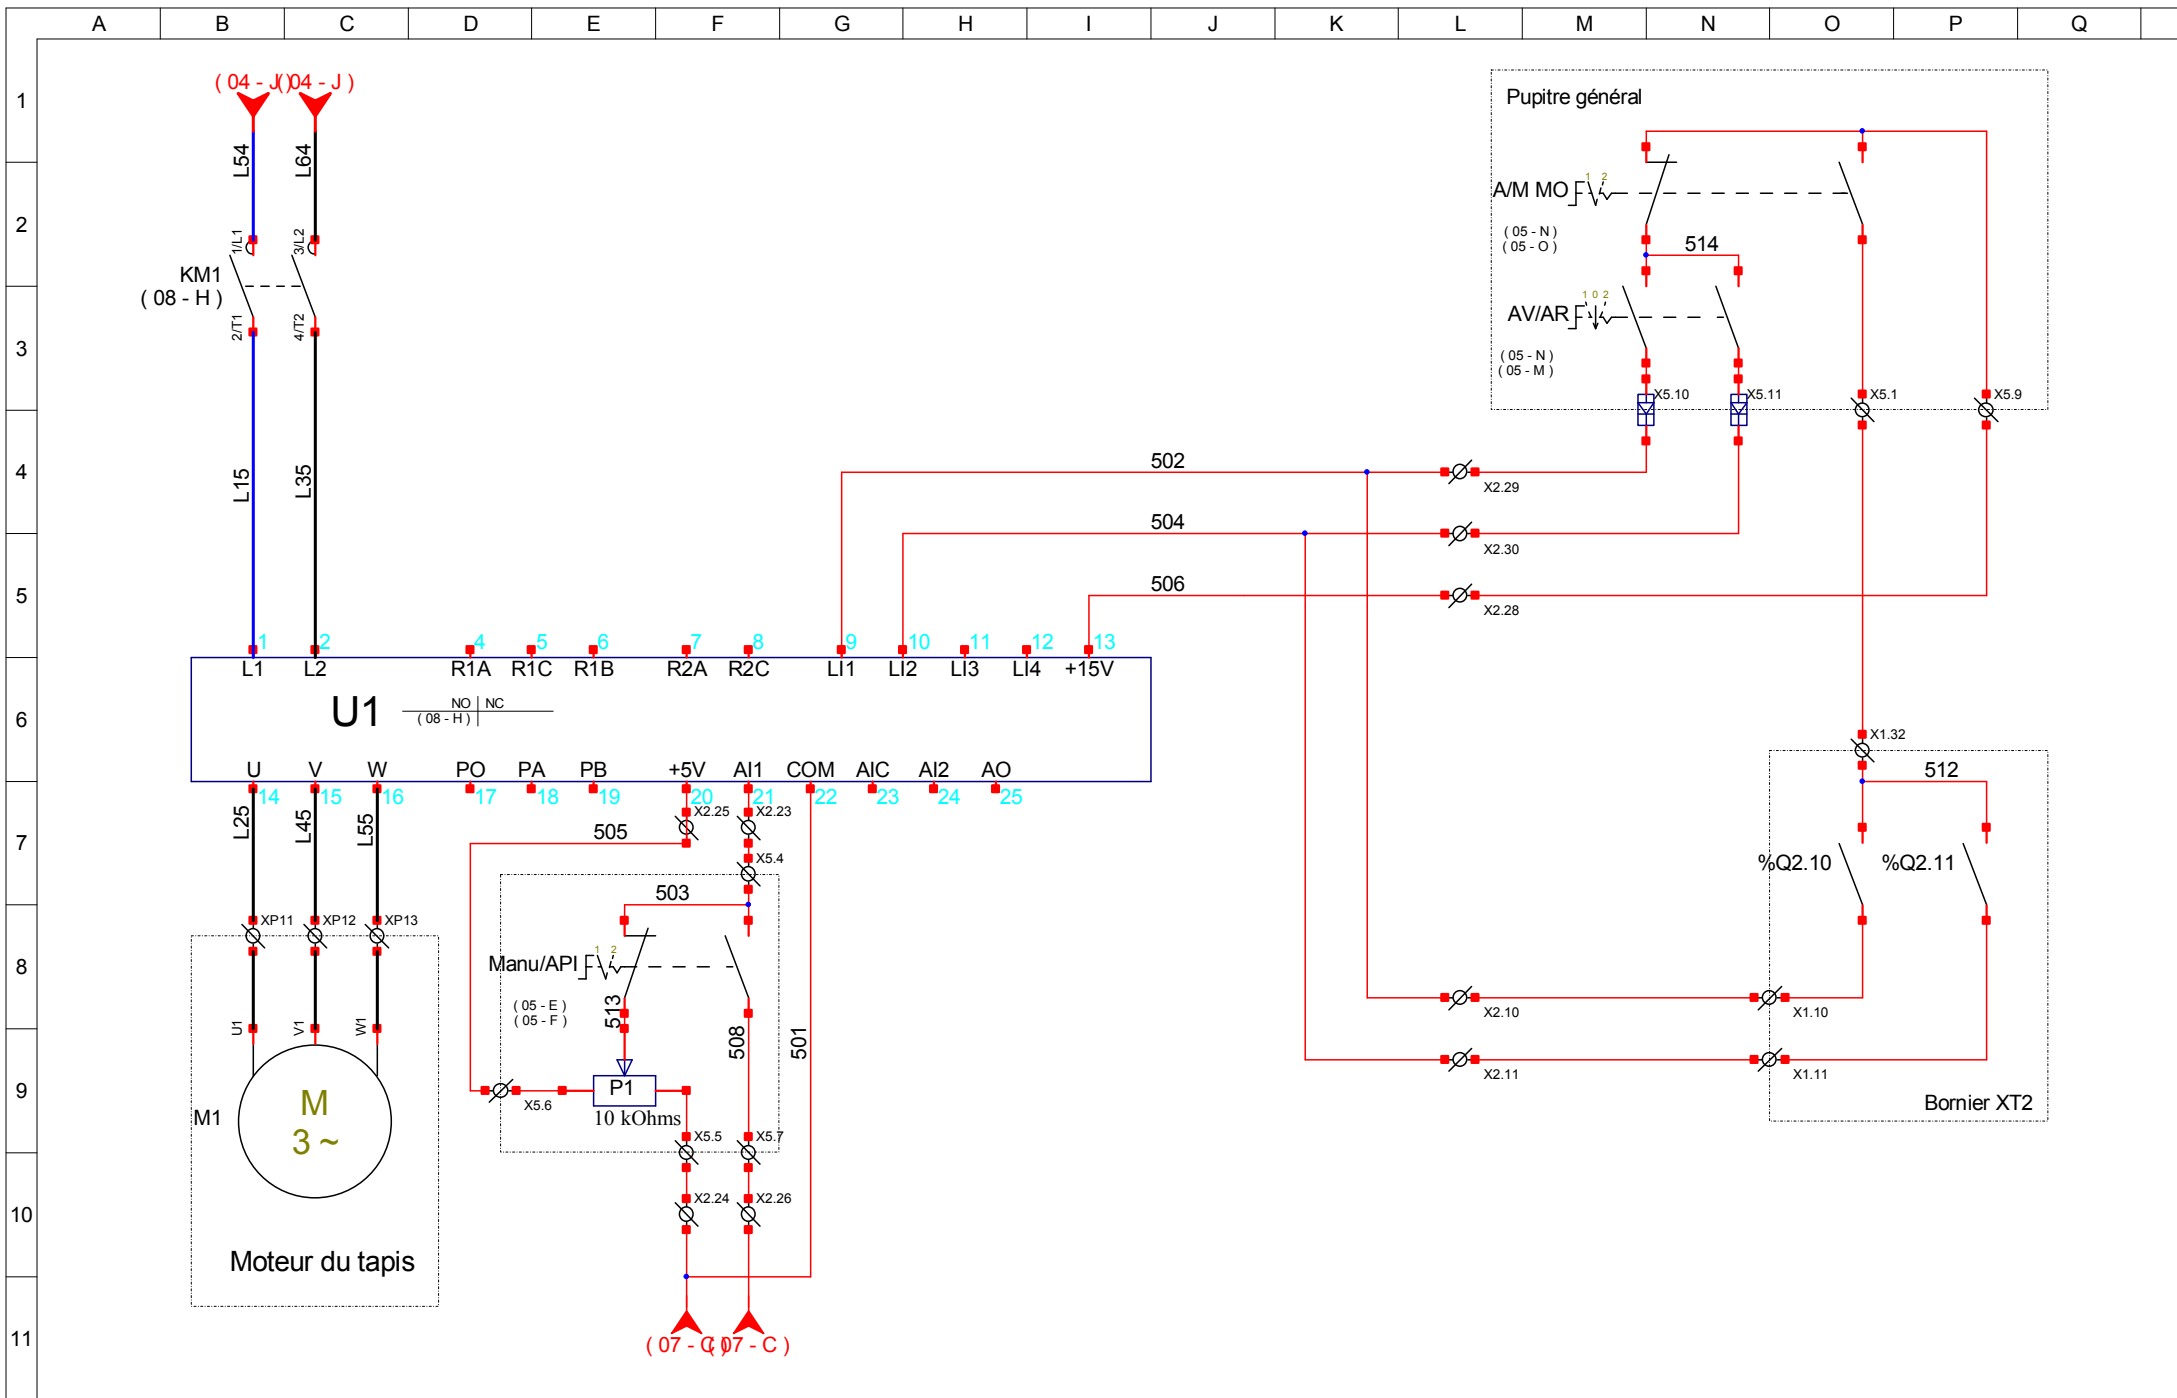 A B C D E F G H I J K L M N O P Q
1
2
3
4
5
6
7
8
9
10
11
( 04 - J )
( 04 - J )
L54
L64
1/L1
3/L2
KM1
( 08 - H )
2/T1
4/T2
L15
L35
Pupitre général
A/M MO
1 2
( 05 - N )
( 05 - O )
514
AV/AR
1 0 2
( 05 - N )
( 05 - M )
X5.10
X5.11
X5.1
X5.9
502
X2.29
504
X2.30
506
X2.28
1 2 4 5 6 7 8 9 10 11 12 13
L1 L2 R1A R1C R1B R2A R2C LI1 LI2 LI3 LI4 +15V
U1
NO NC
( 08 - H )
U V W PO PA PB +5V AI1 COM AIC AI2 AO
14 15 16 17 18 19 20 21 22 23 24 25
L25
L45
L55
X2.25
X2.23
505
X5.4
503
XP11
XP12
XP13
Manu/API
1 2
( 05 - E )
( 05 - F )
513
508
501
U1
V1
W1
M
3 ~
M1
Moteur du tapis
X5.6
P1
10 kOhms
X5.5
X5.7
X2.24
X2.26
( 07 - C )
( 07 - C )
X1.32
512
%Q2.10
%Q2.11
X2.10
X1.10
X2.11
X1.11
Bornier XT2